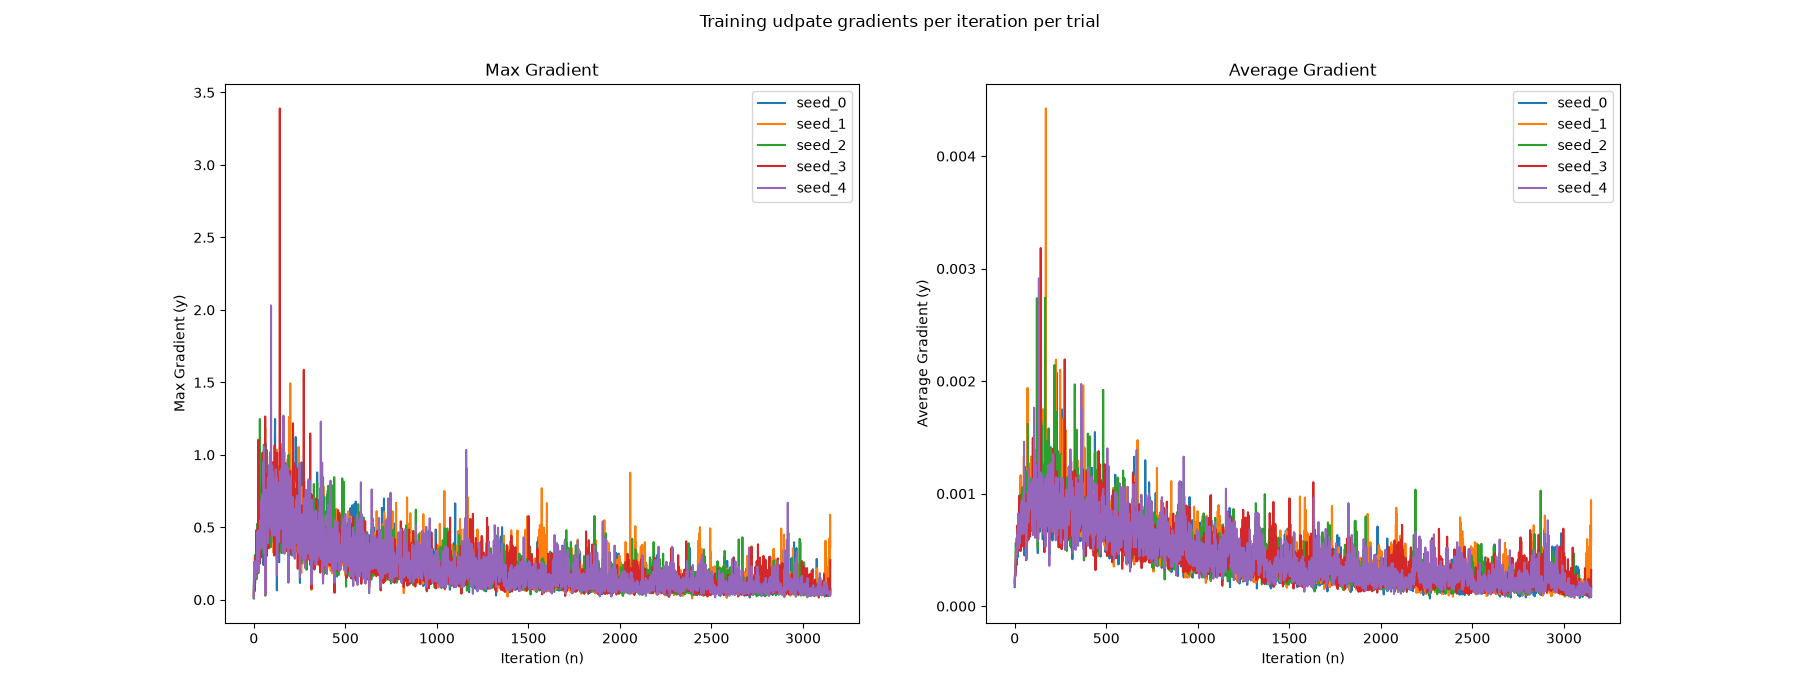 Training udpate gradients per iteration per trial
Max Gradient
Max Gradient (y)
3.5
3.0
2.5
2.0
1.5
1.0
0.5
0.0
seed_0
seed_1
seed_2
seed_3
seed_4
0 500 1000 1500 2000 2500 3000
Iteration (n)
Average Gradient
Average Gradient (y)
0.004
0.003
0.002
0.001
0.000
seed_0
seed_1
seed_2
seed_3
seed_4
0 500 1000 1500 2000 2500 3000
Iteration (n)